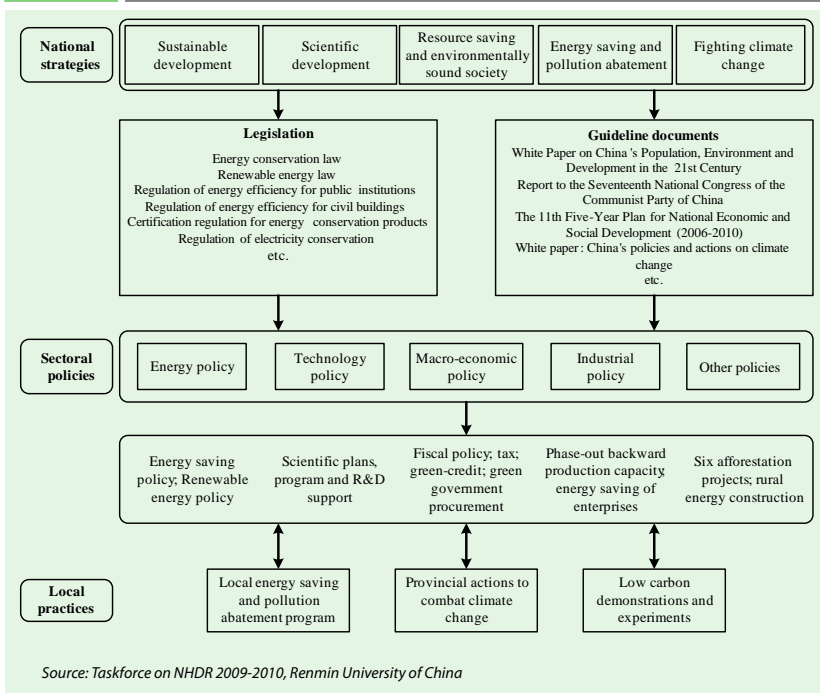 National
strategies
Sustainable
development
Scientific
development
Resource saving
and environmentally
sound society
Energy saving and
pollution abatement
Fighting climate
change
Legislation
Energy conservation law
Renewable energy law
Regulation of energy efficiency for public institutions
Regulation of energy efficiency for civil buildings
Certification regulation for energy conservation products
Regulation of electricity conservation
etc.
Guideline documents
White Paper on China 's Population, Environment and
Development in the 21st Century
Report to the Seventeenth National Congress of the
Communist Party of China
The 11th Five-Year Plan for National Economic and
Social Development (2006-2010)
White paper : China's policies and actions on climate
change
etc.
Sectoral
policies
Energy policy
Technology
policy
Macro-economic
policy
Industrial
policy
Other policies
Energy saving
policy; Renewable
energy policy
Scientific plans,
program and R&D
support
Fiscal policy; tax;
green-credit; green
government
procurement
Phase-out backward
production capacity,
energy saving of
enterprises
Six afforestation
projects; rural
energy construction
Local
practices
Local energy saving
and pollution
abatement program
Provincial actions to
combat climate
change
Low carbon
demonstrations and
experiments
Source: Taskforce on NHDR 2009-2010, Renmin University of China